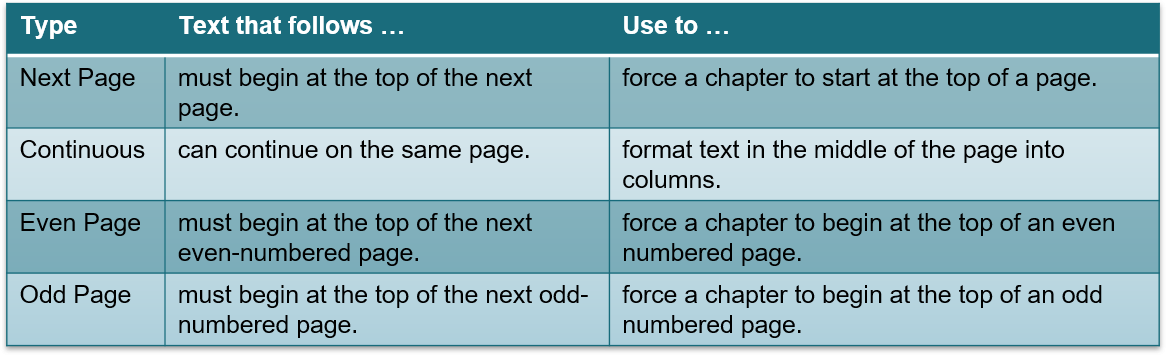 Type Text that follows … Use to …
Next Page must begin at the top of the next page. force a chapter to start at the top of a page.
Continuous can continue on the same page. format text in the middle of the page into columns.
Even Page must begin at the top of the next even-numbered page. force a chapter to begin at the top of an even numbered page.
Odd Page must begin at the top of the next odd-numbered page. force a chapter to begin at the top of an odd numbered page.